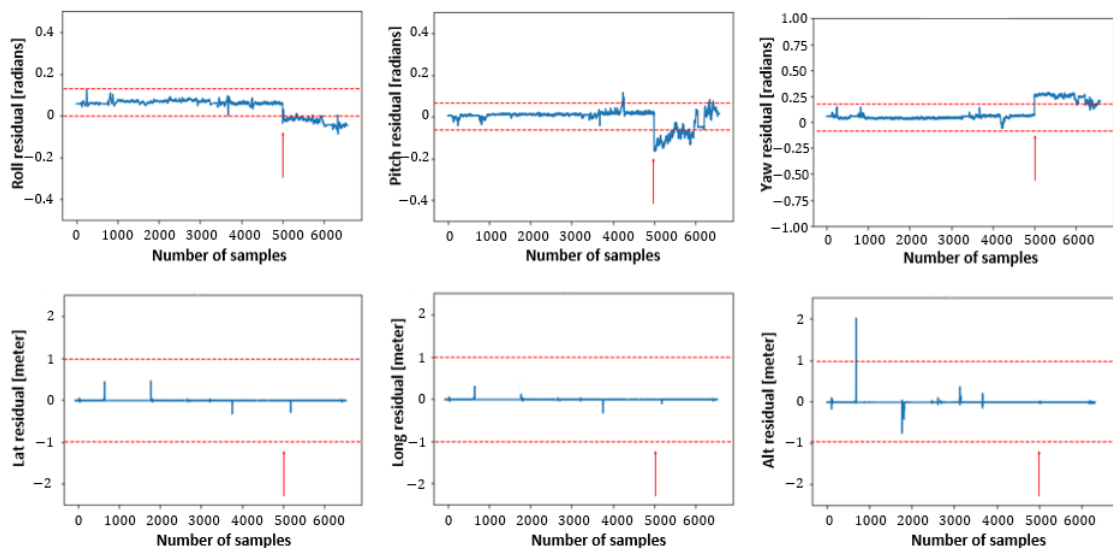 Roll residual [radians]
0.4
0.2
0
−0.2
−0.4
0 1000 2000 3000 4000 5000 6000
Number of samples
Pitch residual [radians]
0.4
0.2
0
−0.2
−0.4
0 1000 2000 3000 4000 5000 6000
Number of samples
Yaw residual [radians]
1.00
0.75
0.50
0.25
0
−0.25
−0.50
−0.75
−1.00
0 1000 2000 3000 4000 5000 6000
Number of samples
Lat residual [meter]
2
1
0
−1
−2
0 1000 2000 3000 4000 5000 6000
Number of samples
Long residual [meter]
2
1
0
−1
−2
0 1000 2000 3000 4000 5000 6000
Number of samples
Alt residual [meter]
2
1
0
−1
−2
0 1000 2000 3000 4000 5000 6000
Number of samples